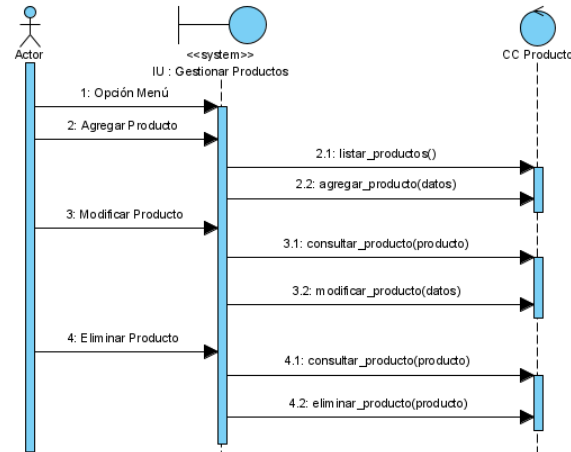 Actor
<<system>>
IU : Gestionar Productos
CC Producto
1: Opción Menú
2: Agregar Producto
2.1: listar_productos()
2.2: agregar_producto(datos)
3: Modificar Producto
3.1: consultar_producto(producto)
3.2: modificar_producto(datos)
4: Eliminar Producto
4.1: consultar_producto(producto)
4.2: eliminar_producto(producto)